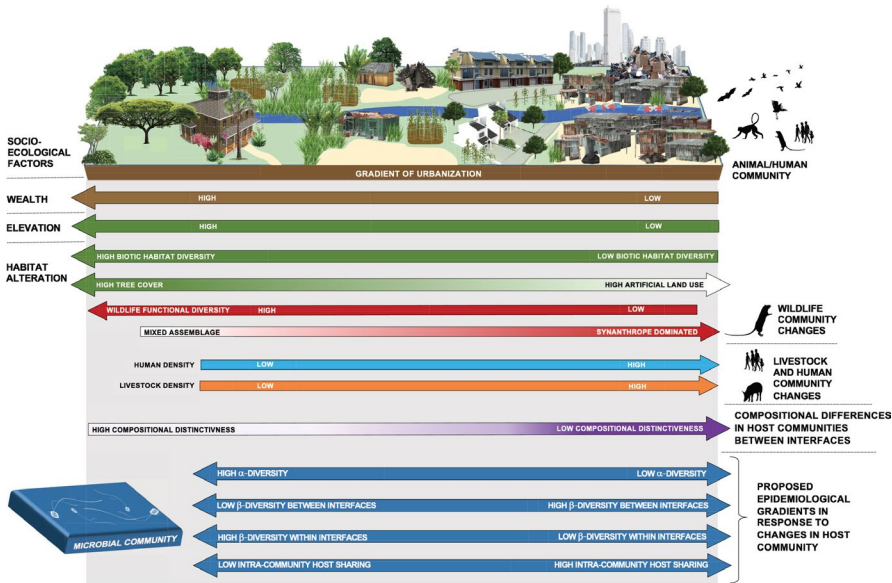 SOCIO-
ECOLOGICAL
FACTORS
GRADIENT OF URBANIZATION
ANIMAL/HUMAN
COMMUNITY
WEALTH
HIGH
LOW
ELEVATION
HIGH
LOW
HABITAT
ALTERATION
HIGH BIOTIC HABITAT DIVERSITY
LOW BIOTIC HABITAT DIVERSITY
HIGH TREE COVER
HIGH ARTIFICIAL LAND USE
WILDLIFE FUNCTIONAL DIVERSITY
HIGH
LOW
MIXED ASSEMBLAGE
SYNANTHROPE DOMINATED
WILDLIFE
COMMUNITY
CHANGES
HUMAN DENSITY
LOW
HIGH
LIVESTOCK DENSITY
LOW
HIGH
LIVESTOCK
AND HUMAN
COMMUNITY
CHANGES
HIGH COMPOSITIONAL DISTINCTIVNESS
LOW COMPOSITIONAL DISTINCTIVENESS
COMPOSITIONAL DIFFERENCES
IN HOST COMMUNITIES
BETWEEN INTERFACES
HIGH α-DIVERSITY
LOW α-DIVERSITY
LOW β-DIVERSITY BETWEEN INTERFACES
HIGH β-DIVERSITY BETWEEN INTERFACES
HIGH β-DIVERSITY WITHIN INTERFACES
LOW β-DIVERSITY WITHIN INTERFACES
LOW INTRA-COMMUNITY HOST SHARING
HIGH INTRA-COMMUNITY HOST SHARING
MICROBIAL COMMUNITY
PROPOSED
EPIDEMIOLOGICAL
GRADIENTS IN
RESPONSE TO
CHANGES IN HOST
COMMUNITY